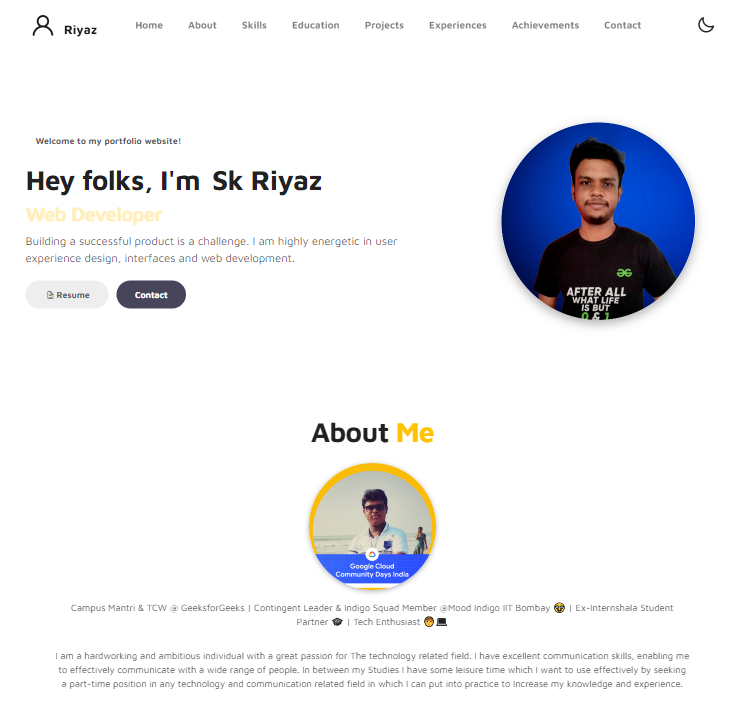 Riyaz
Home About Skills Education Projects Experiences Achievements Contact
Welcome to my portfolio website!
Hey folks, I'm Sk Riyaz
Web Developer
Building a successful product is a challenge. I am highly energetic in user
experience design, interfaces and web development.
Resume Contact
AFTER ALL
WHAT LIFE
IS BUT
0 & 1
About Me
Google Cloud
Community Days India
Campus Mantri & TCW @ GeeksforGeeks | Contingent Leader & Indigo Squad Member @Mood Indigo IIT Bombay 🤓 | Ex-Internshala Student
Partner 🎓 | Tech Enthusiast 🧑‍💻
I am a hardworking and ambitious individual with a great passion for The technology related field. I have excellent communication skills, enabling me
to effectively communicate with a wide range of people. In between my Studies I have some leisure time which I want to use effectively by seeking
a part-time position in any technology and communication related field in which I can put into practice to Increase my knowledge and experience.